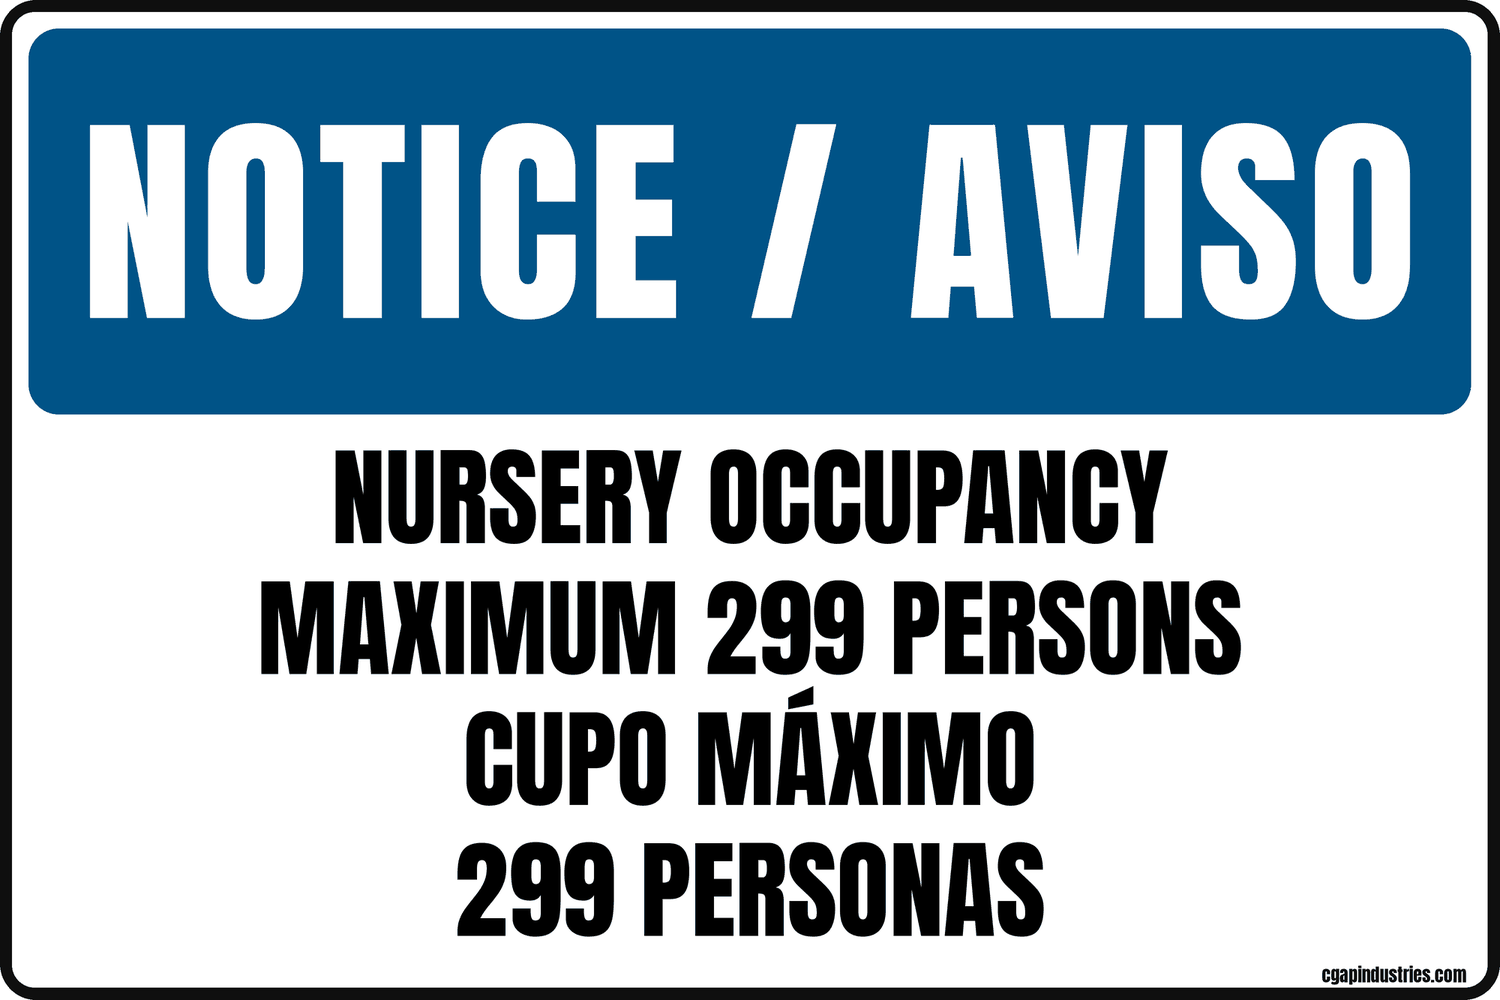 NOTICE / AVISO
NURSERY OCCUPANCY
MAXIMUM 299 PERSONS
CUPO MÁXIMO
299 PERSONAS
cgapindustries.com